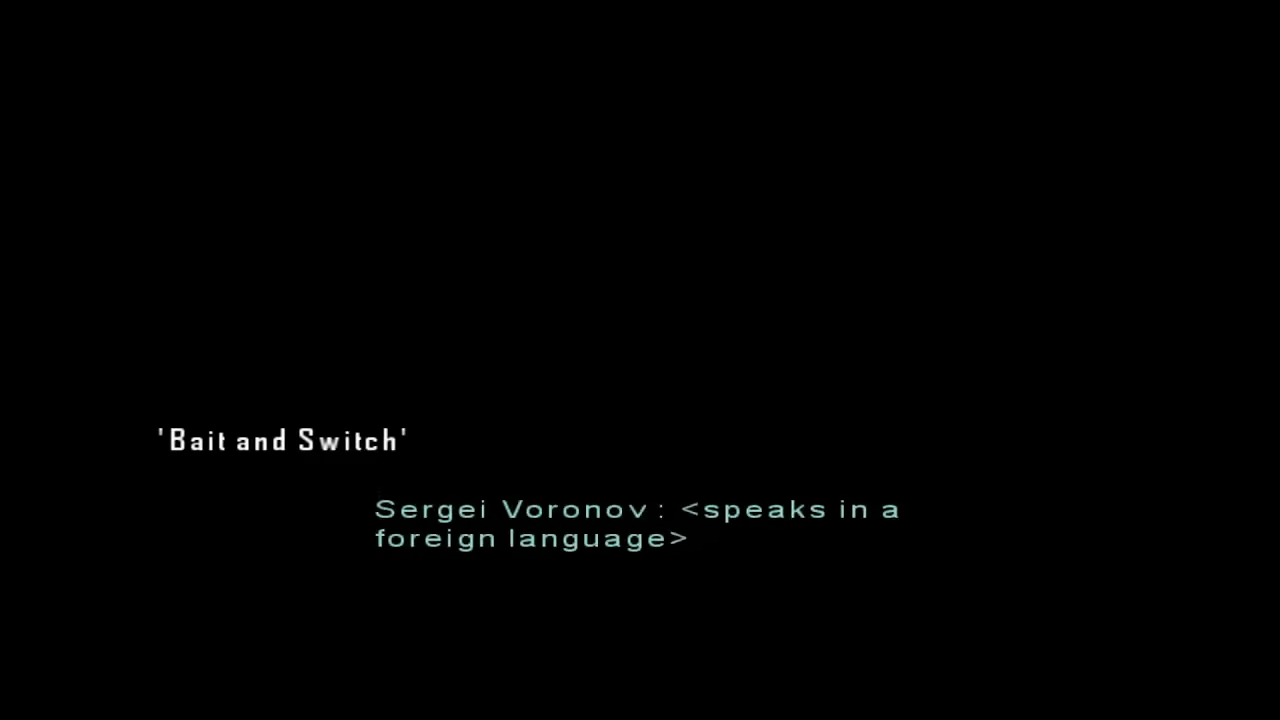 'Bait and Switch'
Sergei Voronov : <speaks in a
foreign language>